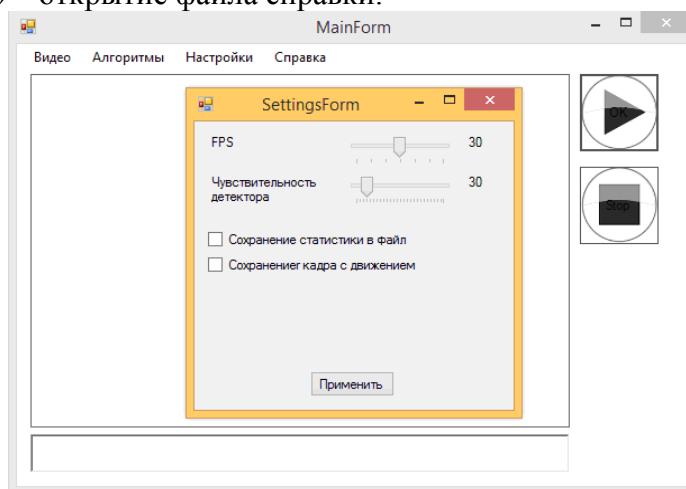 открытие файла справки.
MainForm
Видео Алгоритмы Настройки Справка
SettingsForm
FPS 30
Чувствительность детектора 30
Сохранение статистики в файл
Сохранениег кадра с движением
Применить
OK
Stop